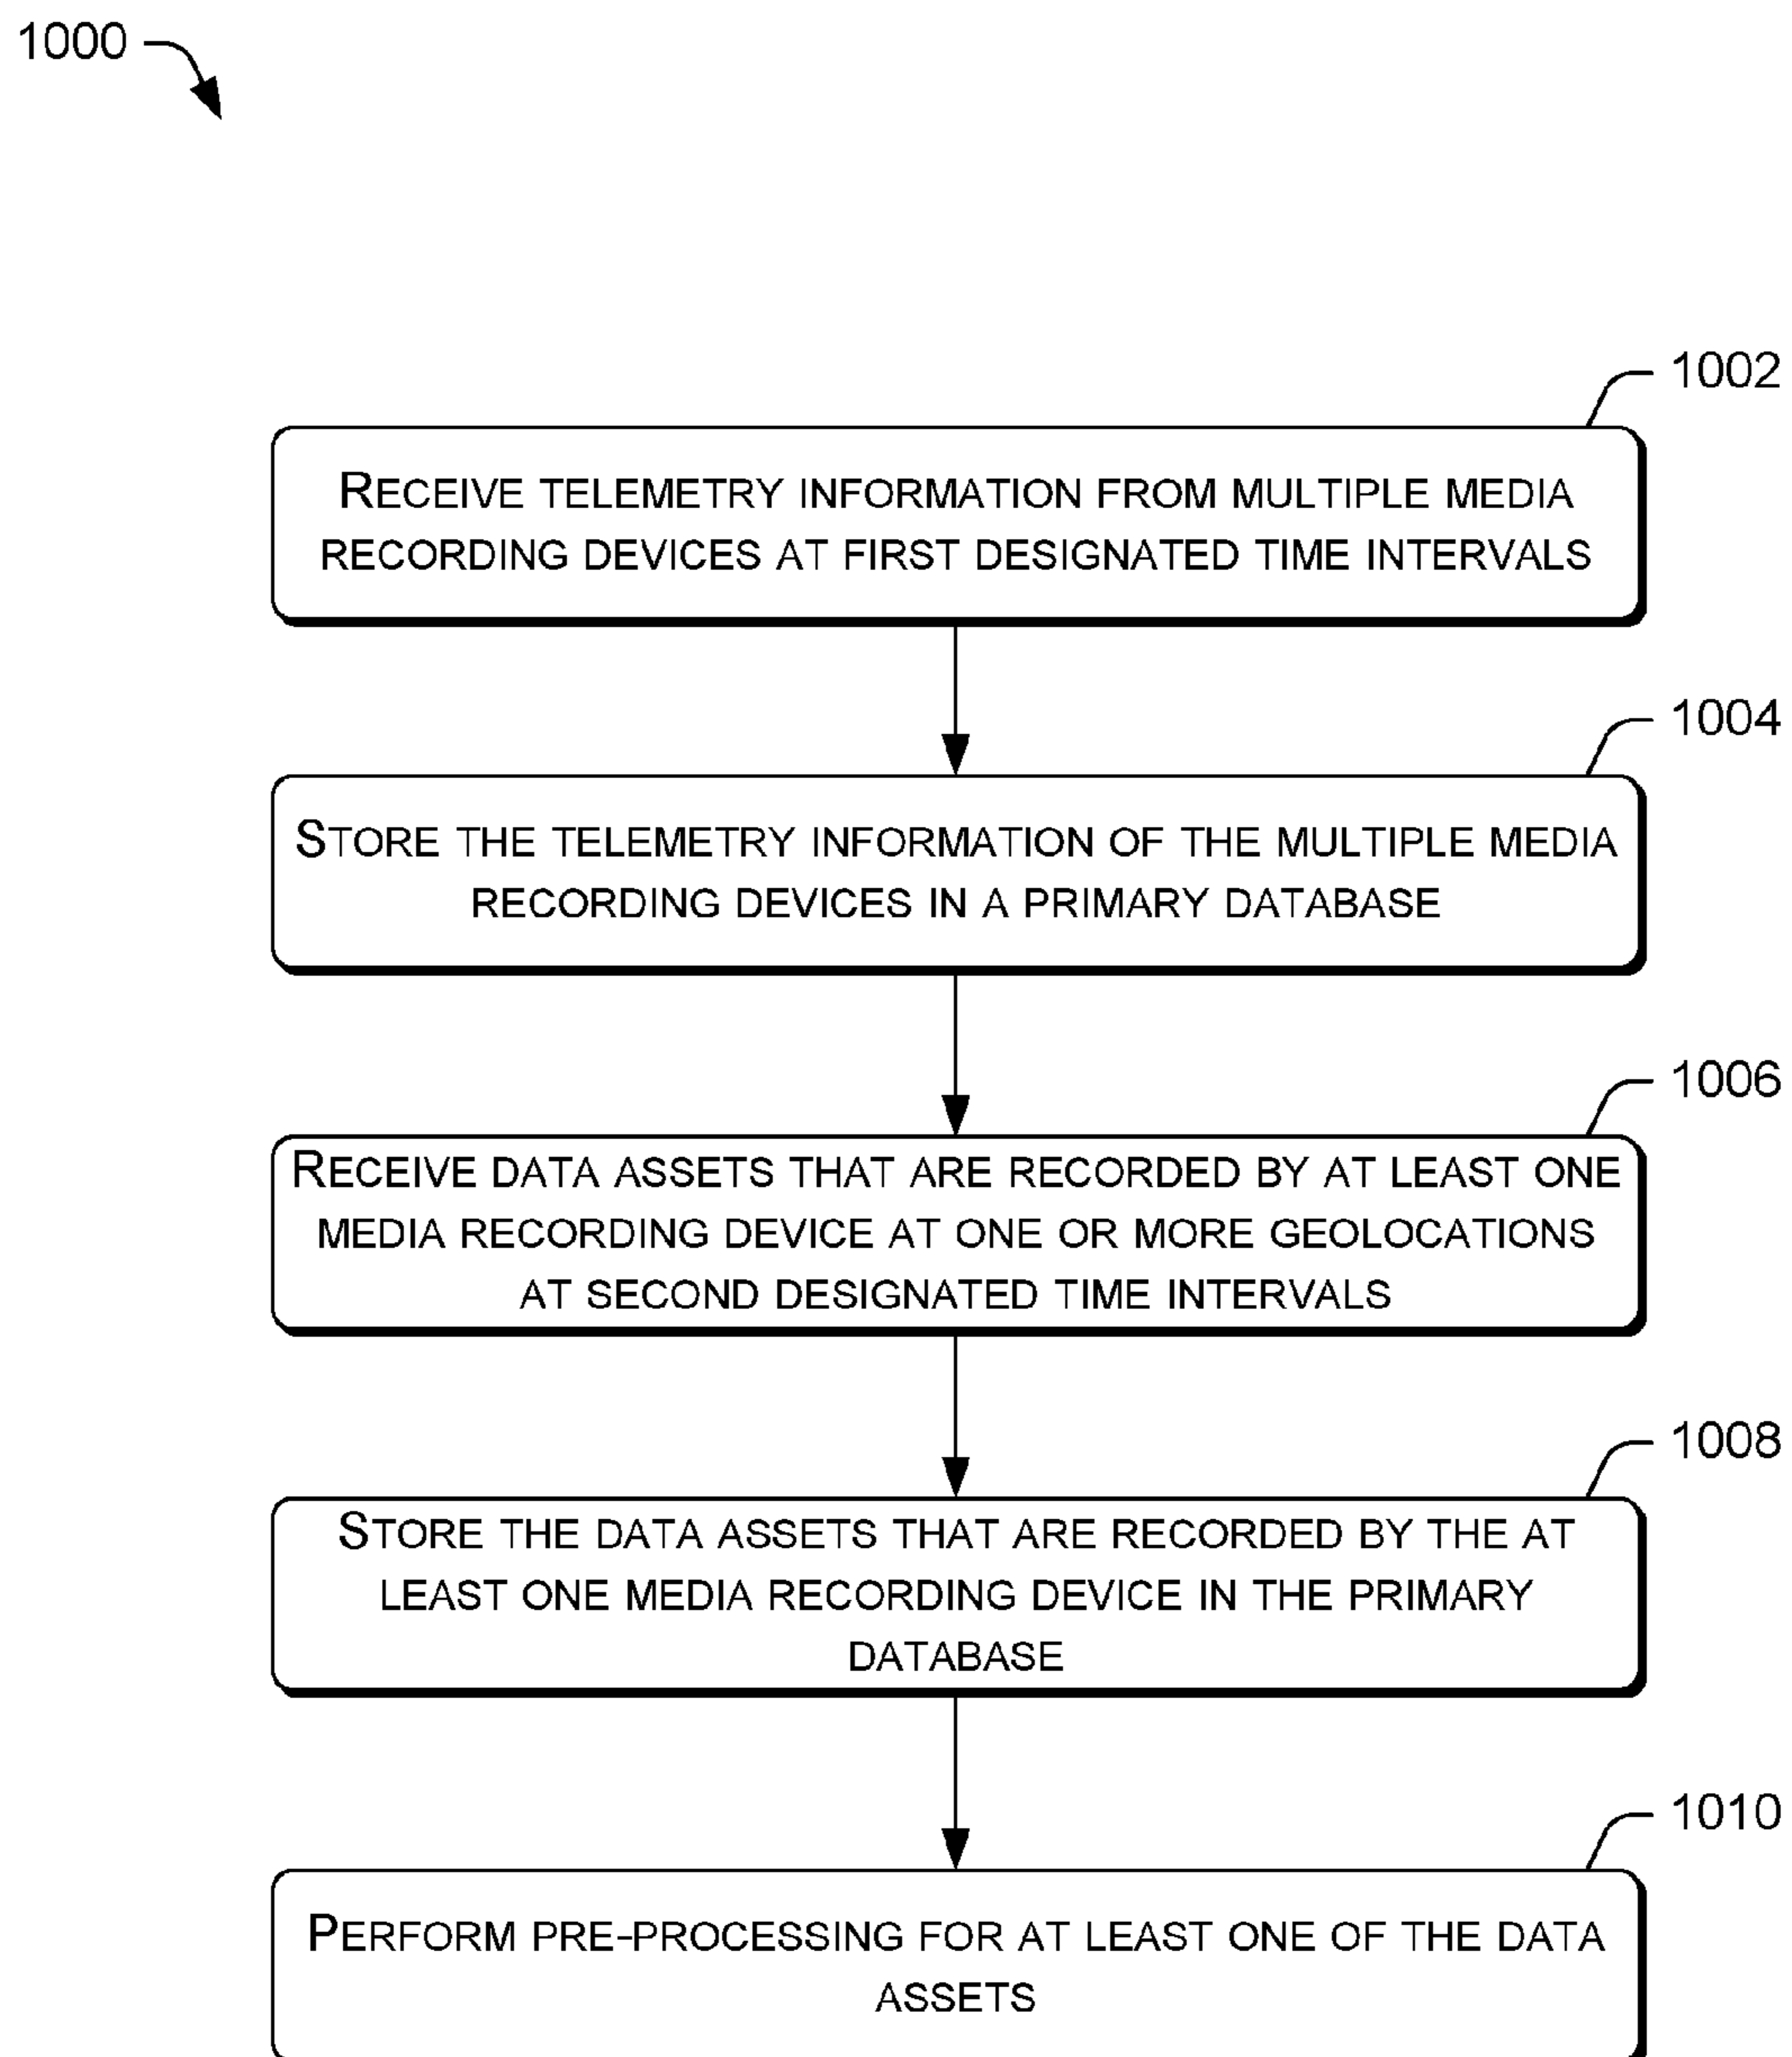 1000
1002
RECEIVE TELEMETRY INFORMATION FROM MULTIPLE MEDIA
RECORDING DEVICES AT FIRST DESIGNATED TIME INTERVALS
1004
STORE THE TELEMETRY INFORMATION OF THE MULTIPLE MEDIA
RECORDING DEVICES IN A PRIMARY DATABASE
1006
RECEIVE DATA ASSETS THAT ARE RECORDED BY AT LEAST ONE
MEDIA RECORDING DEVICE AT ONE OR MORE GEOLOCATIONS
AT SECOND DESIGNATED TIME INTERVALS
1008
STORE THE DATA ASSETS THAT ARE RECORDED BY THE AT
LEAST ONE MEDIA RECORDING DEVICE IN THE PRIMARY
DATABASE
1010
PERFORM PRE-PROCESSING FOR AT LEAST ONE OF THE DATA
ASSETS